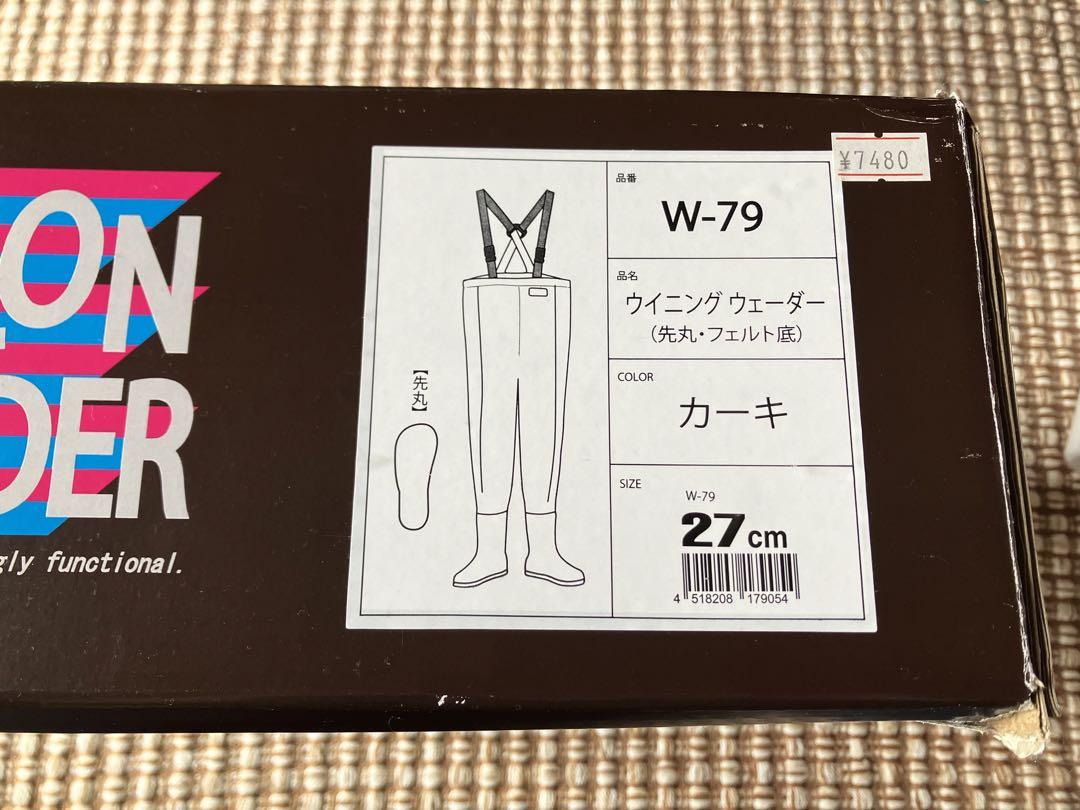 ON
DER
gly functional.
【先丸】
品番
W-79
品名
ウイニング ウェーダー
(先丸・フェルト底)
COLOR
カーキ
SIZE
W-79
27cm
4 518208 179054
¥7480